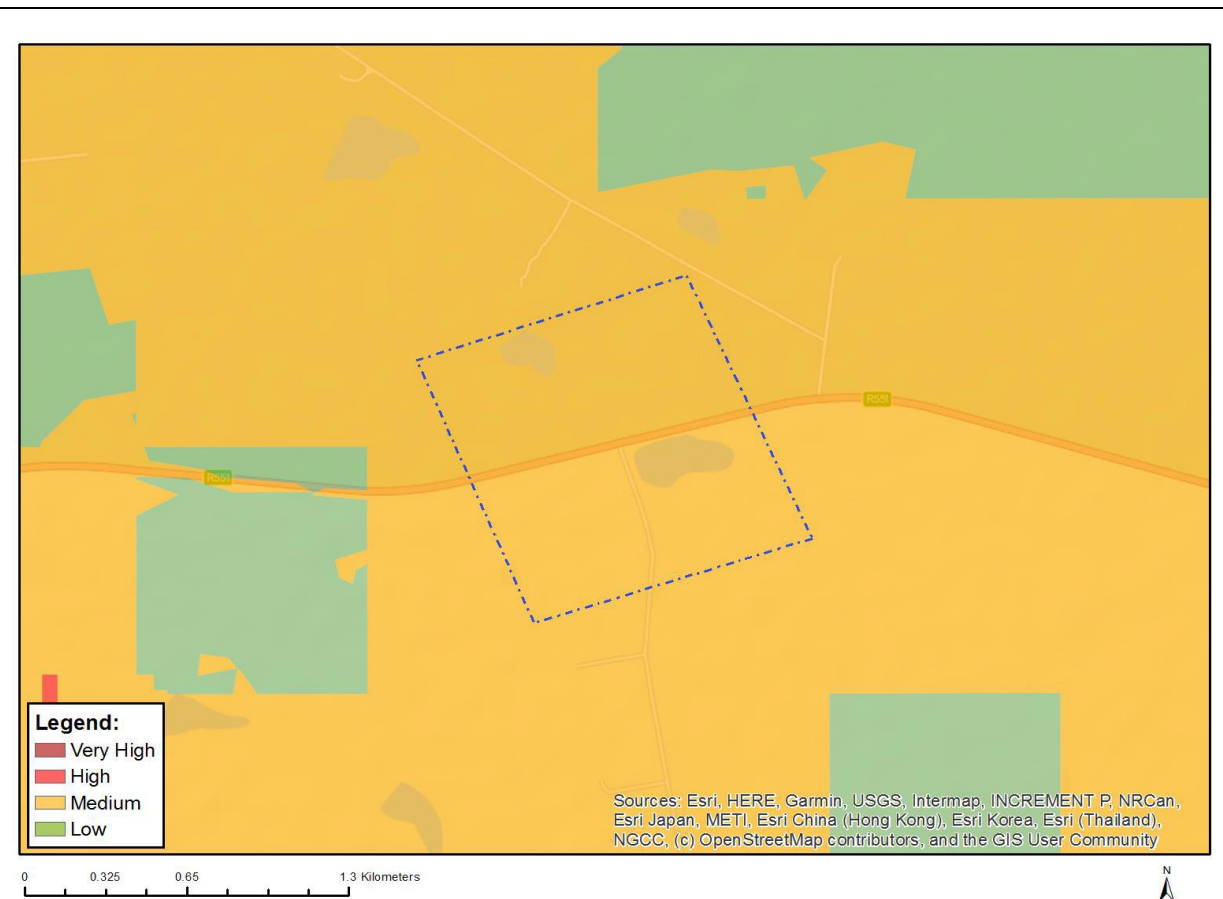 R551
R551
Legend:
Very High
High
Medium
Low
Sources: Esri, HERE, Garmin, USGS, Intermap, INCREMENT P, NRCan,
Esri Japan, METI, Esri China (Hong Kong), Esri Korea, Esri (Thailand),
NGCC, (c) OpenStreetMap contributors, and the GIS User Community
0 0.325 0.65 1.3 Kilometers
N